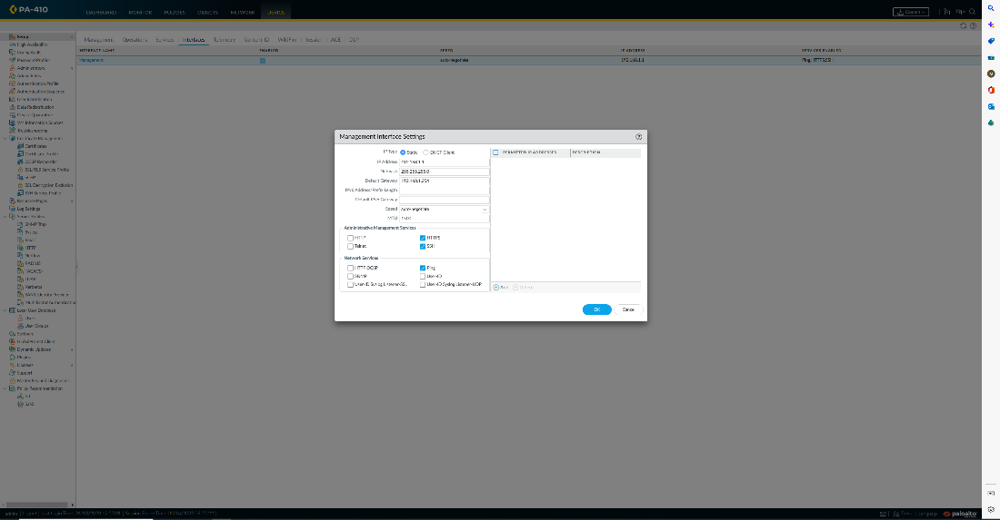 PA-410
DASHBOARD MONITOR POLICIES OBJECTS NETWORK DEVICE
Commit
Setup
High Availability
Config Audit
Password Profiles
Administrators
Admin Roles
Authentication Profile
Authentication Sequence
User Identification
Data Redistribution
Device Quarantine
VM Information Sources
Troubleshooting
Certificate Management
Certificates
Certificate Profile
OCSP Responder
SSL/TLS Service Profile
SCEP
SSL Decryption Exclusion
SSH Service Profile
Response Pages
Log Settings
Server Profiles
SNMP Trap
Syslog
Email
HTTP
Netflow
RADIUS
TACACS+
LDAP
Kerberos
SAML Identity Provider
Multi Factor Authentication
Local User Database
Users
User Groups
Software
GlobalProtect Client
Dynamic Updates
Plugins
Licenses
Support
Master Key and Diagnostics
Policy Recommendation
IoT
SaaS
Management Operations Services Interfaces Telemetry Content-ID WildFire Session ACE DLP
INTERFACE NAME ENABLED SPEED IP ADDRESS SERVICES ENABLED
Management auto-negotiate 192.168.1.1 Ping, HTTPS,SSH
Management Interface Settings
IP Type Static DHCP Client
IP Address 192.168.1.1
Netmask 255.255.255.0
Default Gateway 192.168.1.254
IPv6 Address/Prefix Length
Default IPv6 Gateway
Speed auto-negotiate
MTU 1500
Administrative Management Services
HTTP HTTPS
Telnet SSH
Network Services
HTTP OCSP Ping
SNMP User-ID
User-ID Syslog Listener-SSL User-ID Syslog Listener-UDP
PERMITTED IP ADDRESSES DESCRIPTION
Add Delete
OK Cancel
admin | Logout | Last Login Time:
Tasks | Language paloalto